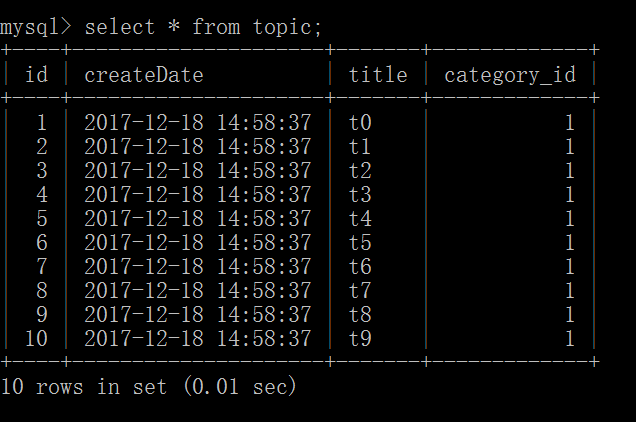 mysql> select * from topic;
+----+---------------------+-------+-------------+
| id | createDate          | title | category_id |
+----+---------------------+-------+-------------+
|  1 | 2017-12-18 14:58:37 | t0    |           1 |
|  2 | 2017-12-18 14:58:37 | t1    |           1 |
|  3 | 2017-12-18 14:58:37 | t2    |           1 |
|  4 | 2017-12-18 14:58:37 | t3    |           1 |
|  5 | 2017-12-18 14:58:37 | t4    |           1 |
|  6 | 2017-12-18 14:58:37 | t5    |           1 |
|  7 | 2017-12-18 14:58:37 | t6    |           1 |
|  8 | 2017-12-18 14:58:37 | t7    |           1 |
|  9 | 2017-12-18 14:58:37 | t8    |           1 |
| 10 | 2017-12-18 14:58:37 | t9    |           1 |
+----+---------------------+-------+-------------+
10 rows in set (0.01 sec)